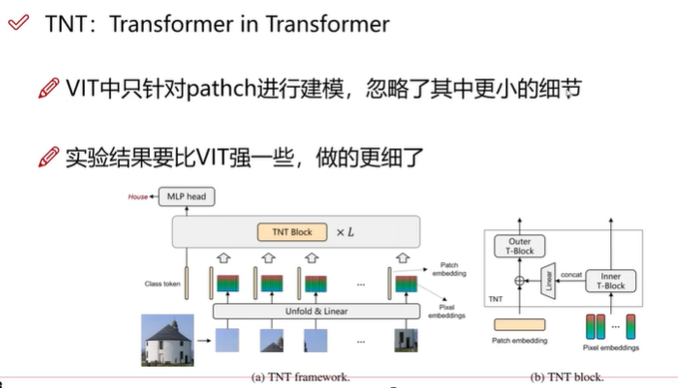 TNT：Transformer in Transformer
VIT中只针对pathch进行建模，忽略了其中更小的细节
实验结果要比VIT强一些，做的更细了
House
MLP head
TNT Block
× L
Class token
Patch embedding
Pixel embeddings
...
Unfold & Linear
...
(a) TNT framework.
Outer T-Block
Linear
concat
Inner T-Block
TNT
...
Patch embedding
Pixel embeddings
(b) TNT block.